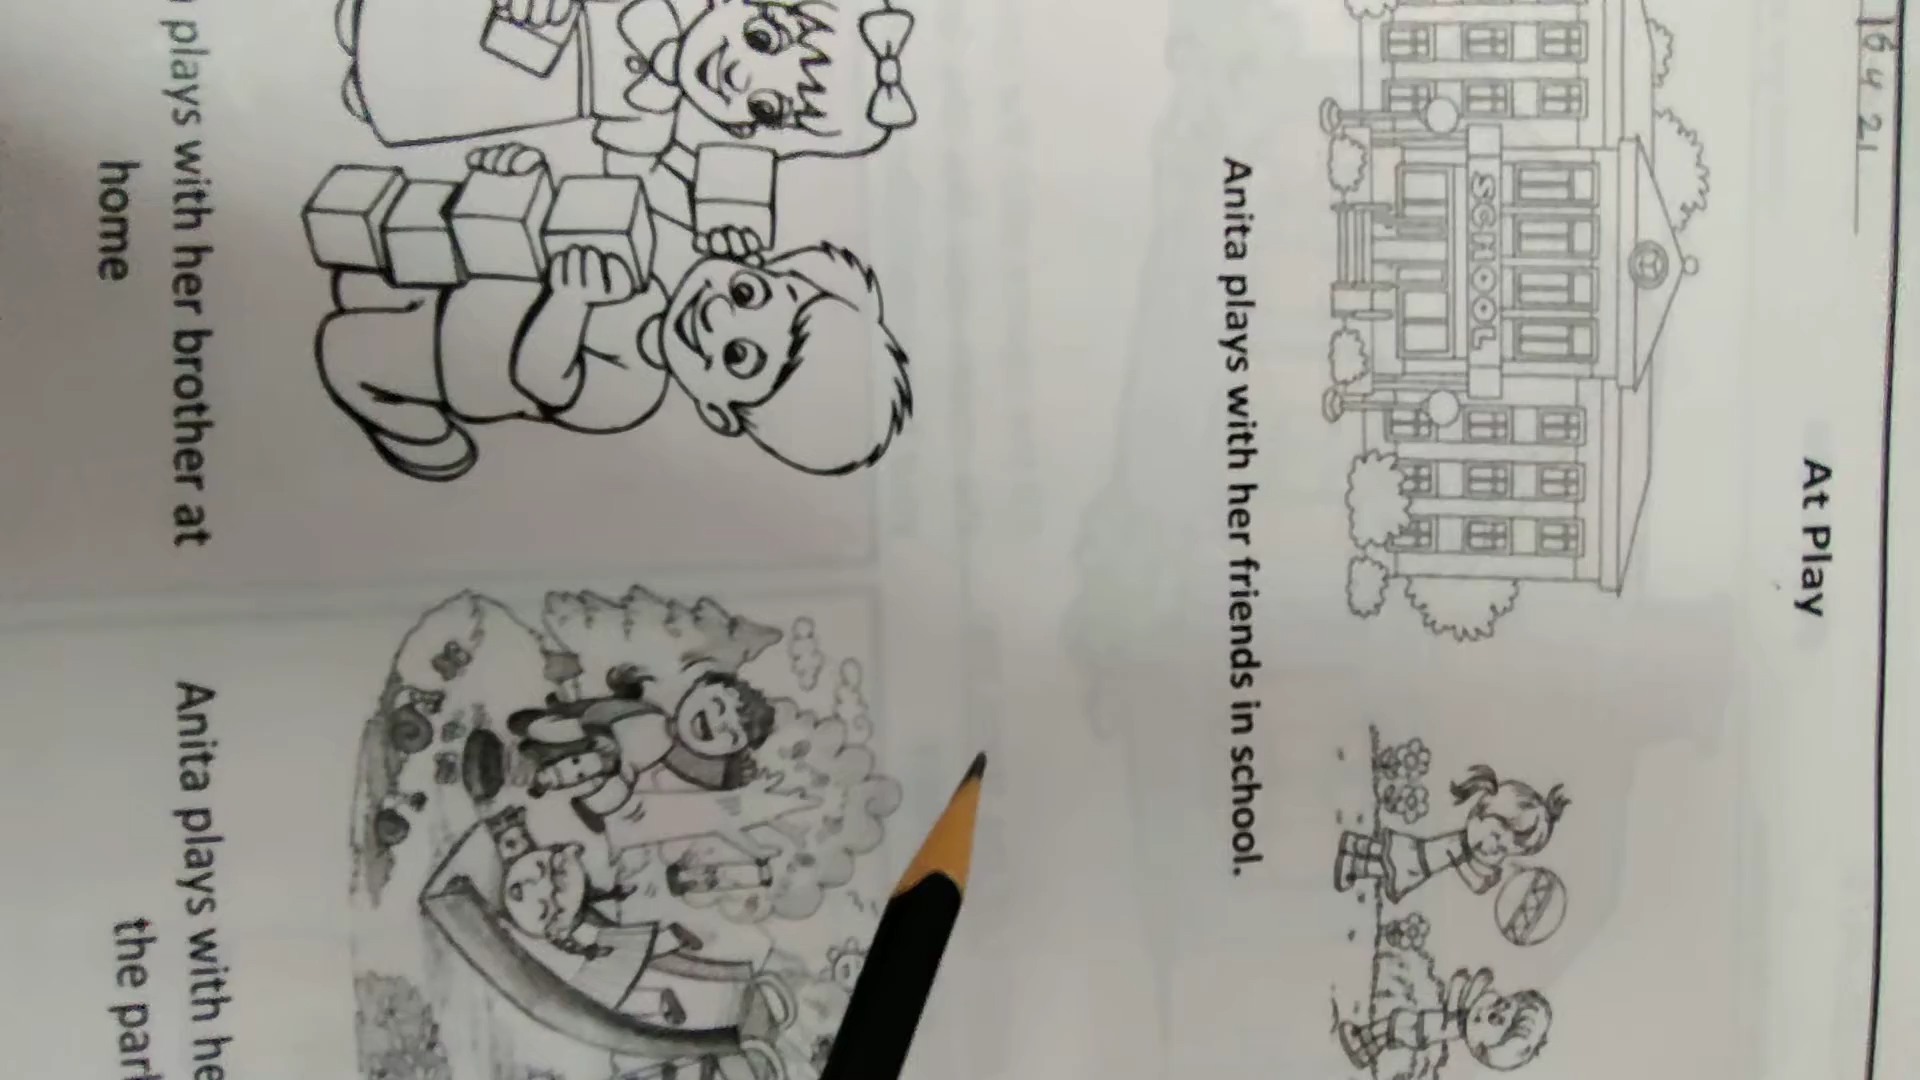 16 4 21
At Play
SCHOOL
Anita plays with her friends in school.
plays with her brother at
home
Anita plays with he
the par